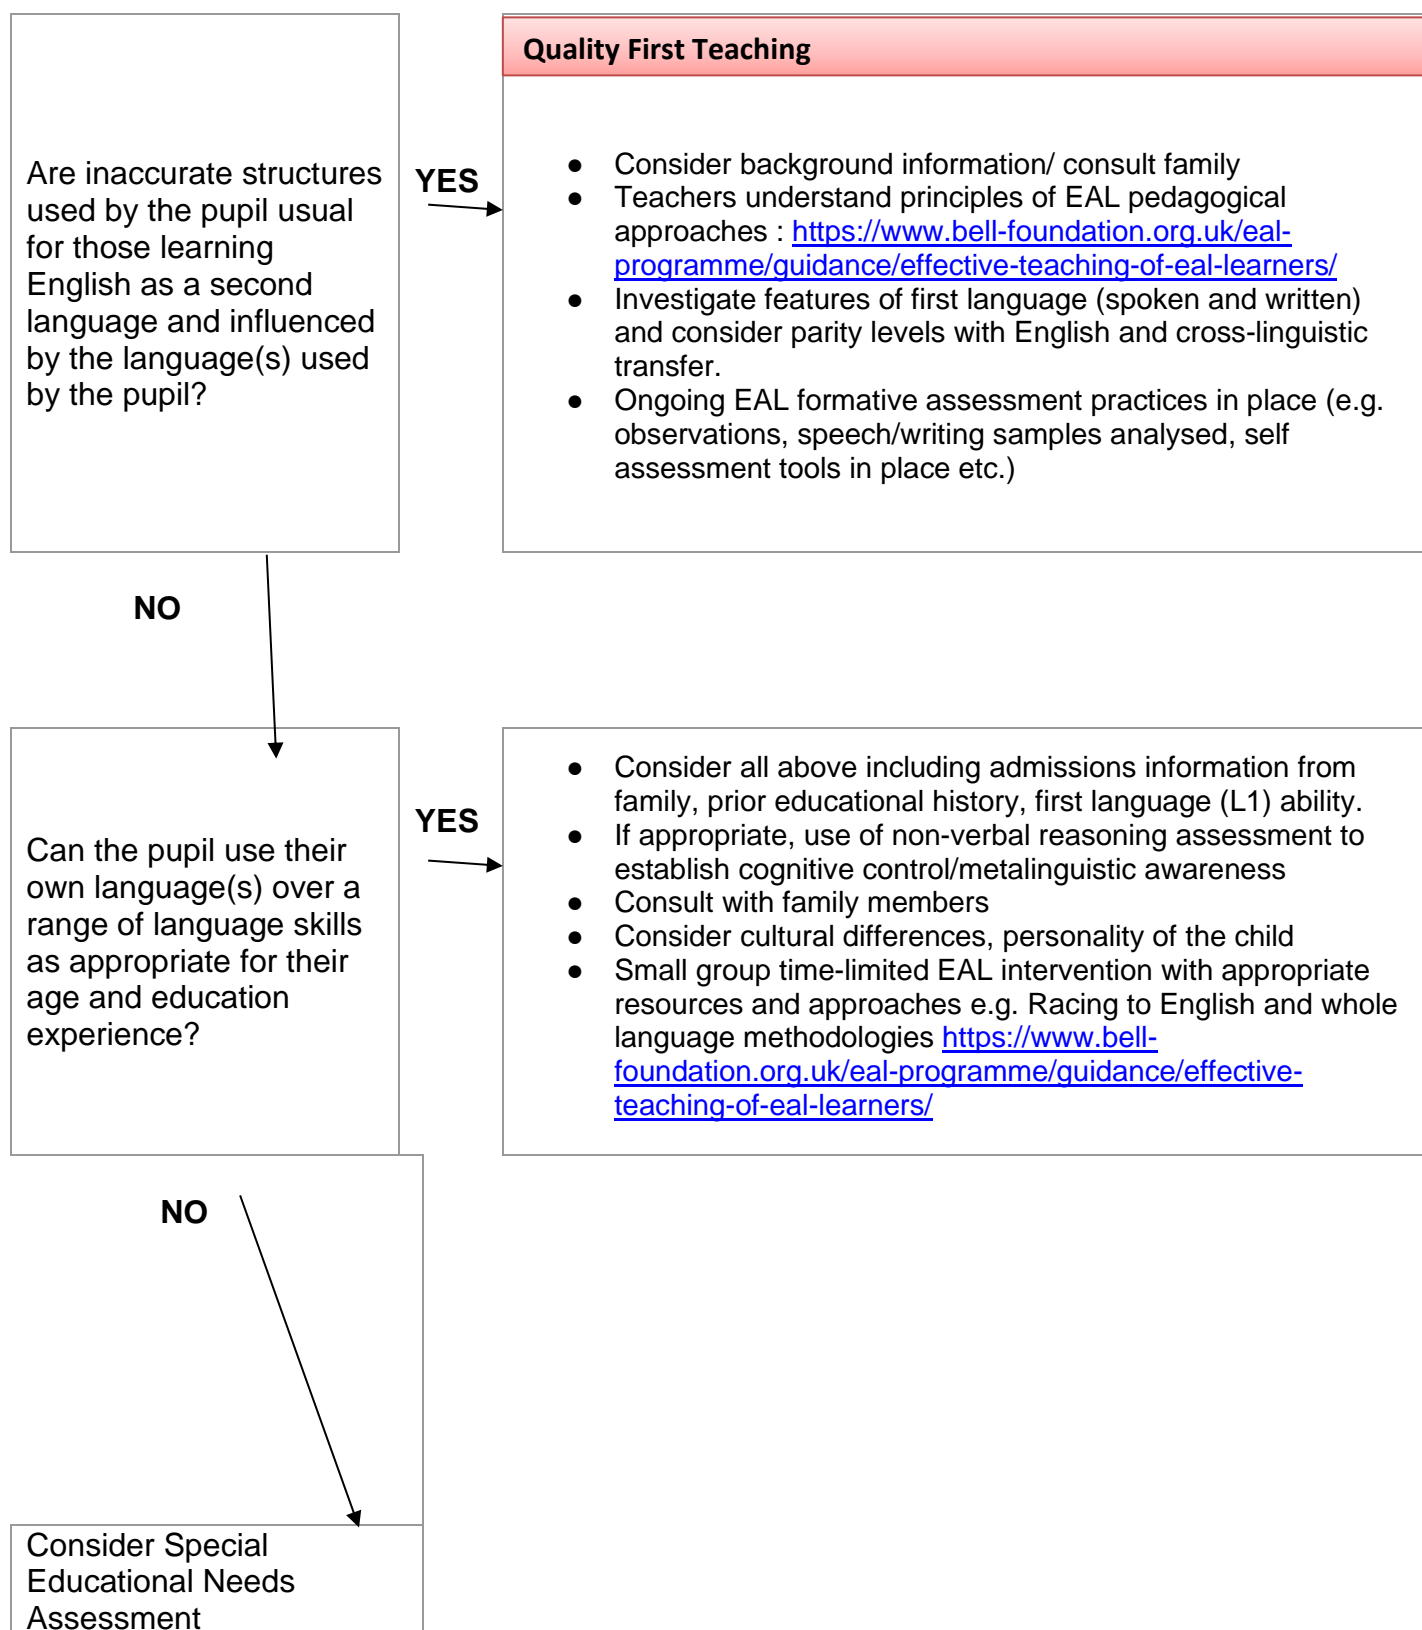 Quality First Teaching
Are inaccurate structures
used by the pupil usual
for those learning
English as a second
language and influenced
by the language(s) used
by the pupil?
YES
● Consider background information/ consult family
● Teachers understand principles of EAL pedagogical
approaches : https://www.bell-foundation.org.uk/eal-
programme/guidance/effective-teaching-of-eal-learners/
● Investigate features of first language (spoken and written)
and consider parity levels with English and cross-linguistic
transfer.
● Ongoing EAL formative assessment practices in place (e.g.
observations, speech/writing samples analysed, self
assessment tools in place etc.)
NO
Can the pupil use their
own language(s) over a
range of language skills
as appropriate for their
age and education
experience?
YES
● Consider all above including admissions information from
family, prior educational history, first language (L1) ability.
● If appropriate, use of non-verbal reasoning assessment to
establish cognitive control/metalinguistic awareness
● Consult with family members
● Consider cultural differences, personality of the child
● Small group time-limited EAL intervention with appropriate
resources and approaches e.g. Racing to English and whole
language methodologies https://www.bell-
foundation.org.uk/eal-programme/guidance/effective-
teaching-of-eal-learners/
NO
Consider Special
Educational Needs
Assessment